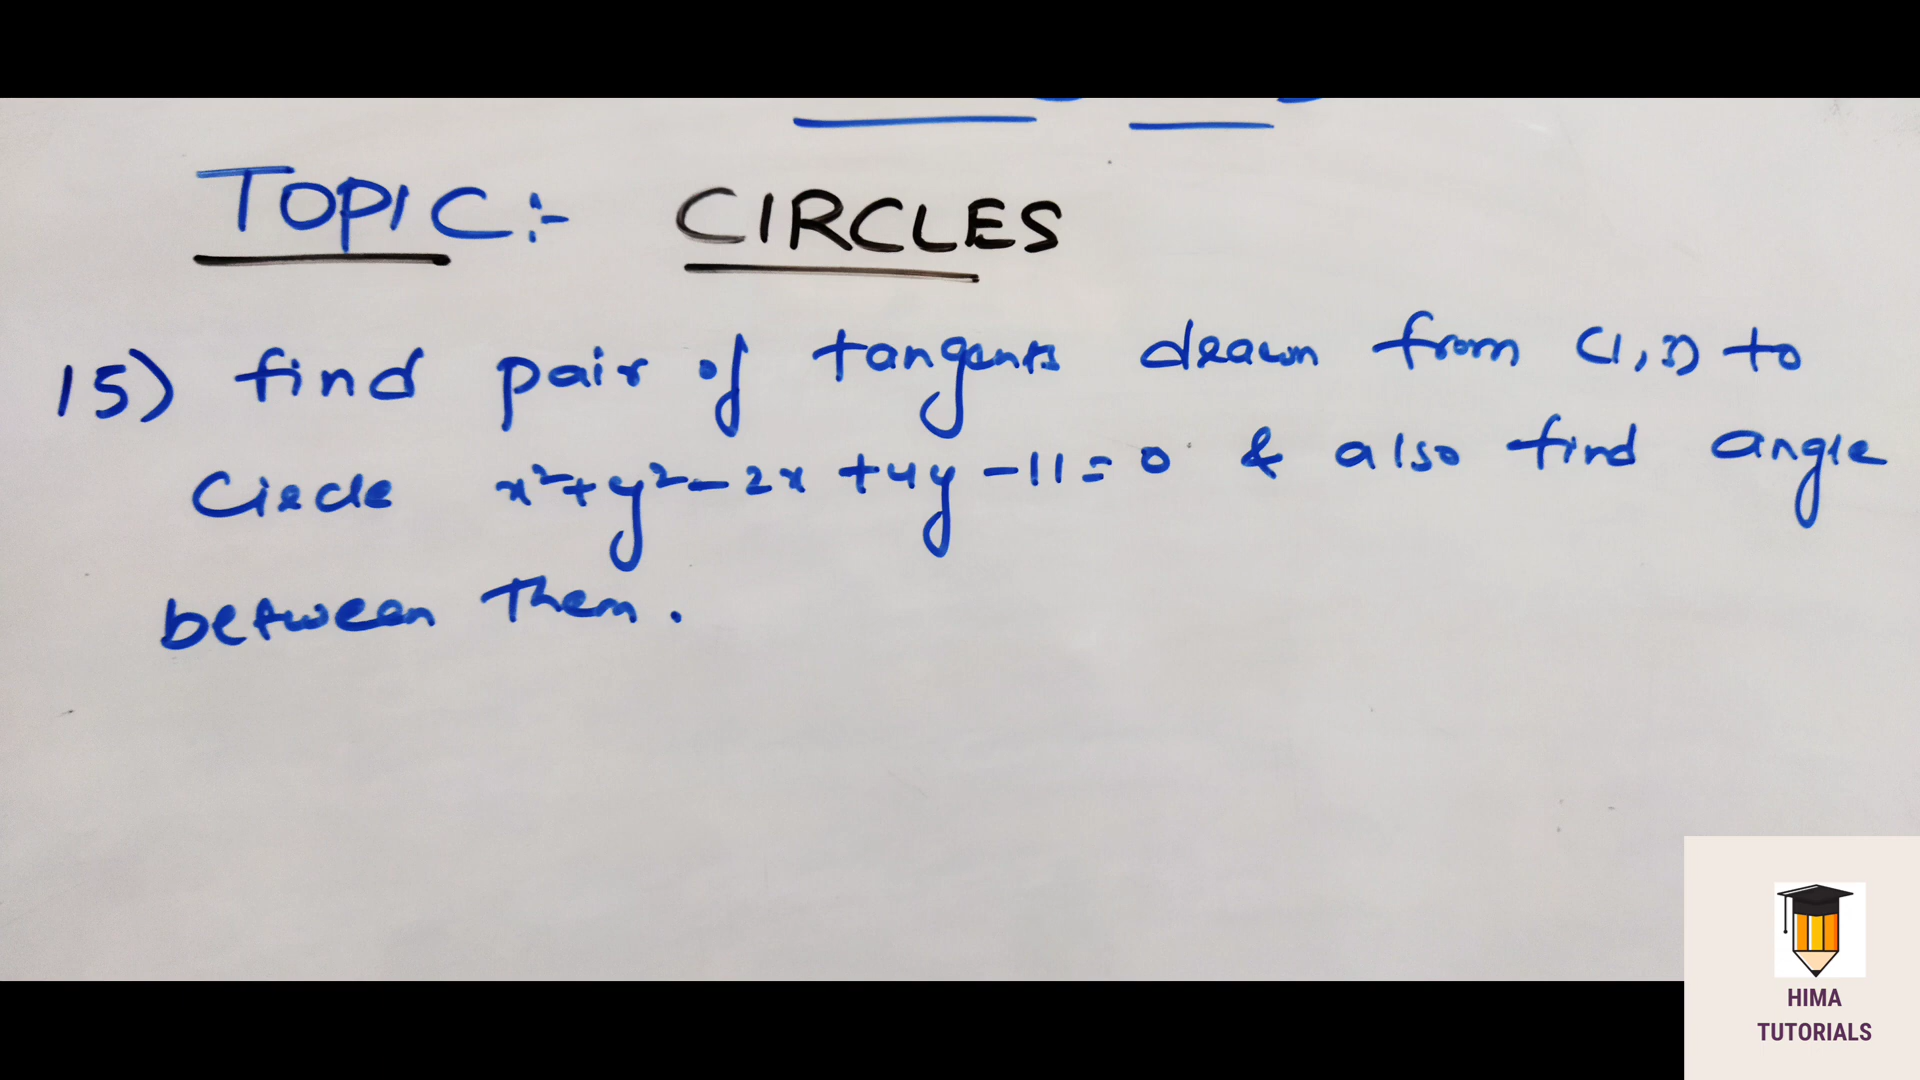 TOPIC:- CIRCLES
15) find pair of tangents drawn from (1,3) to
Circle x²+y²-2x+4y-11=0 & also find angle
between them.
HIMA
TUTORIALS